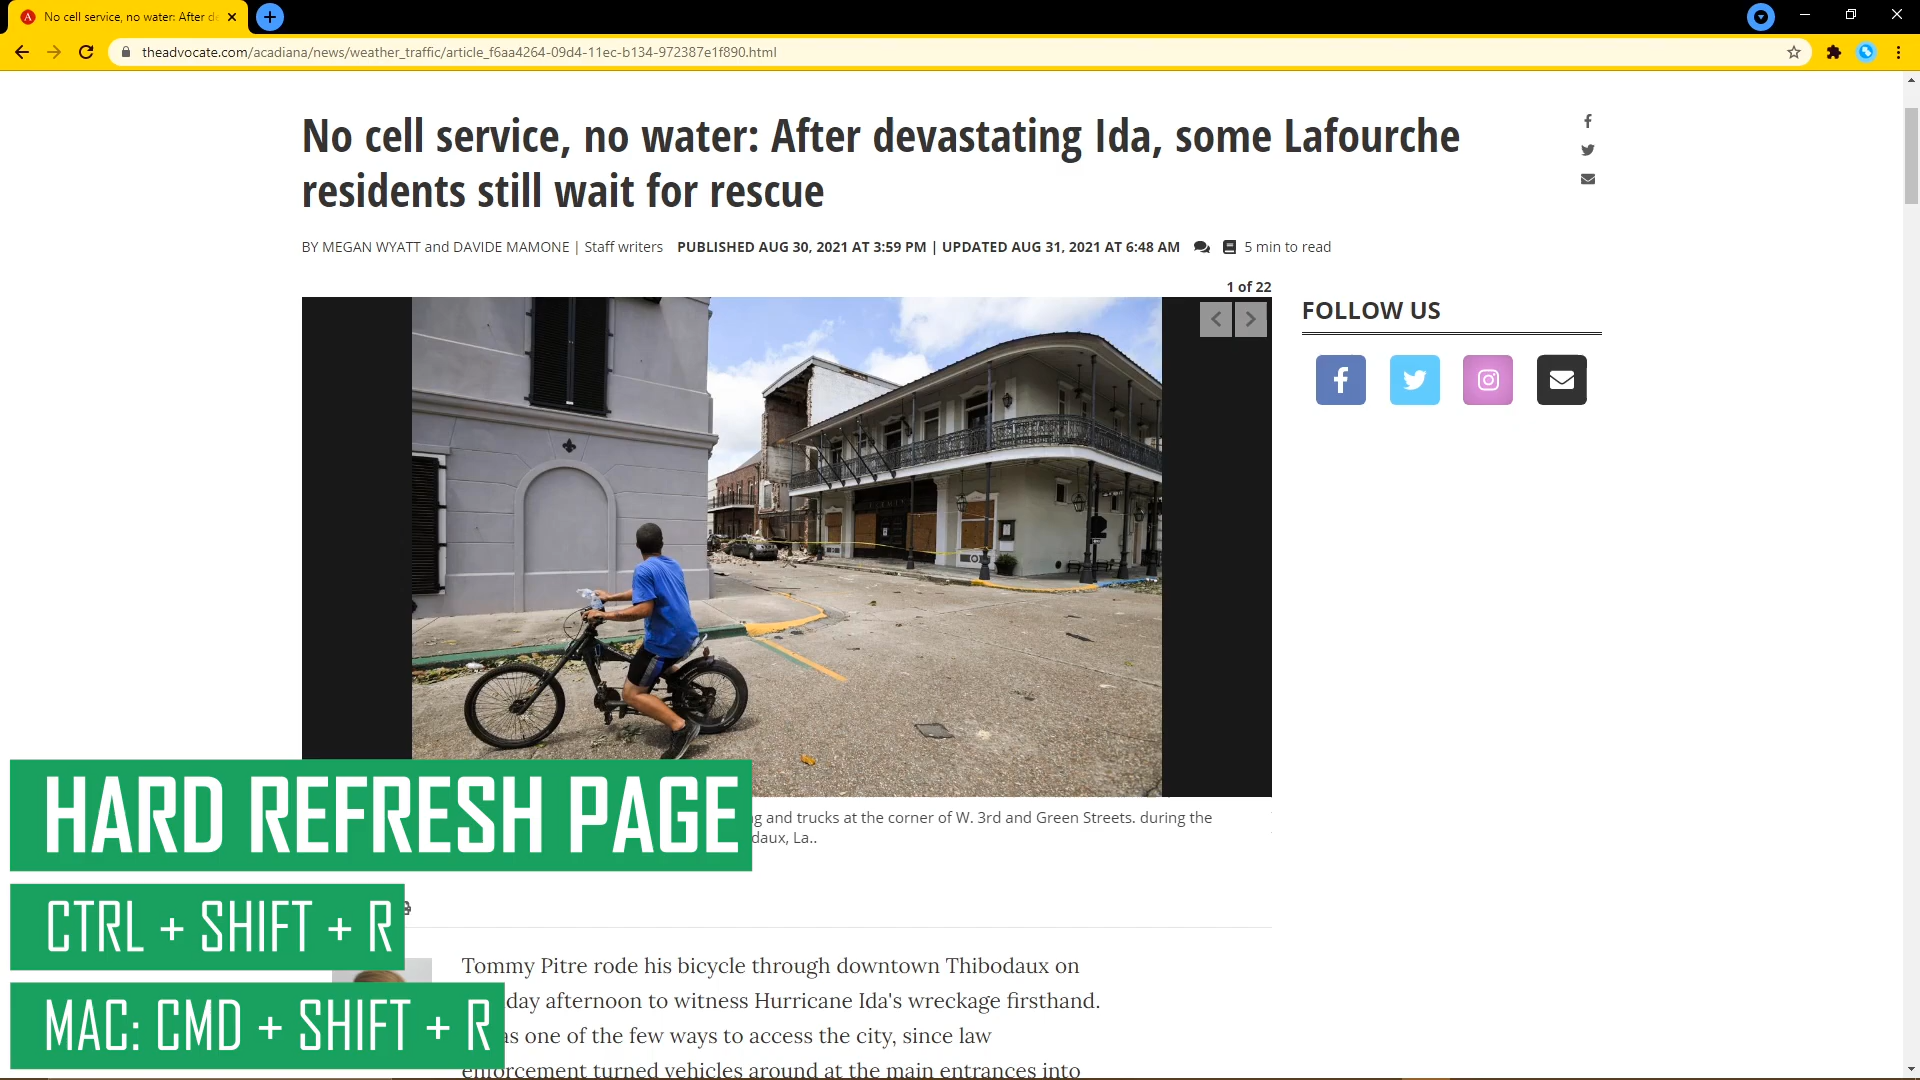 No cell service, no water: After de
theadvocate.com/acadiana/news/weather_traffic/article_f6aa4264-09d4-11ec-b134-972387e1f890.html
No cell service, no water: After devastating Ida, some Lafourche
residents still wait for rescue
BY MEGAN WYATT and DAVIDE MAMONE | Staff writers PUBLISHED AUG 30, 2021 AT 3:59 PM | UPDATED AUG 31, 2021 AT 6:48 AM 5 min to read
1 of 22
FOLLOW US
HARD REFRESH PAGE
g and trucks at the corner of W. 3rd and Green Streets. during the
daux, La..
CTRL + SHIFT + R
Tommy Pitre rode his bicycle through downtown Thibodaux on
day afternoon to witness Hurricane Ida's wreckage firsthand.
MAC: CMD + SHIFT + R
as one of the few ways to access the city, since law
enforcement turned vehicles around at the main entrances into